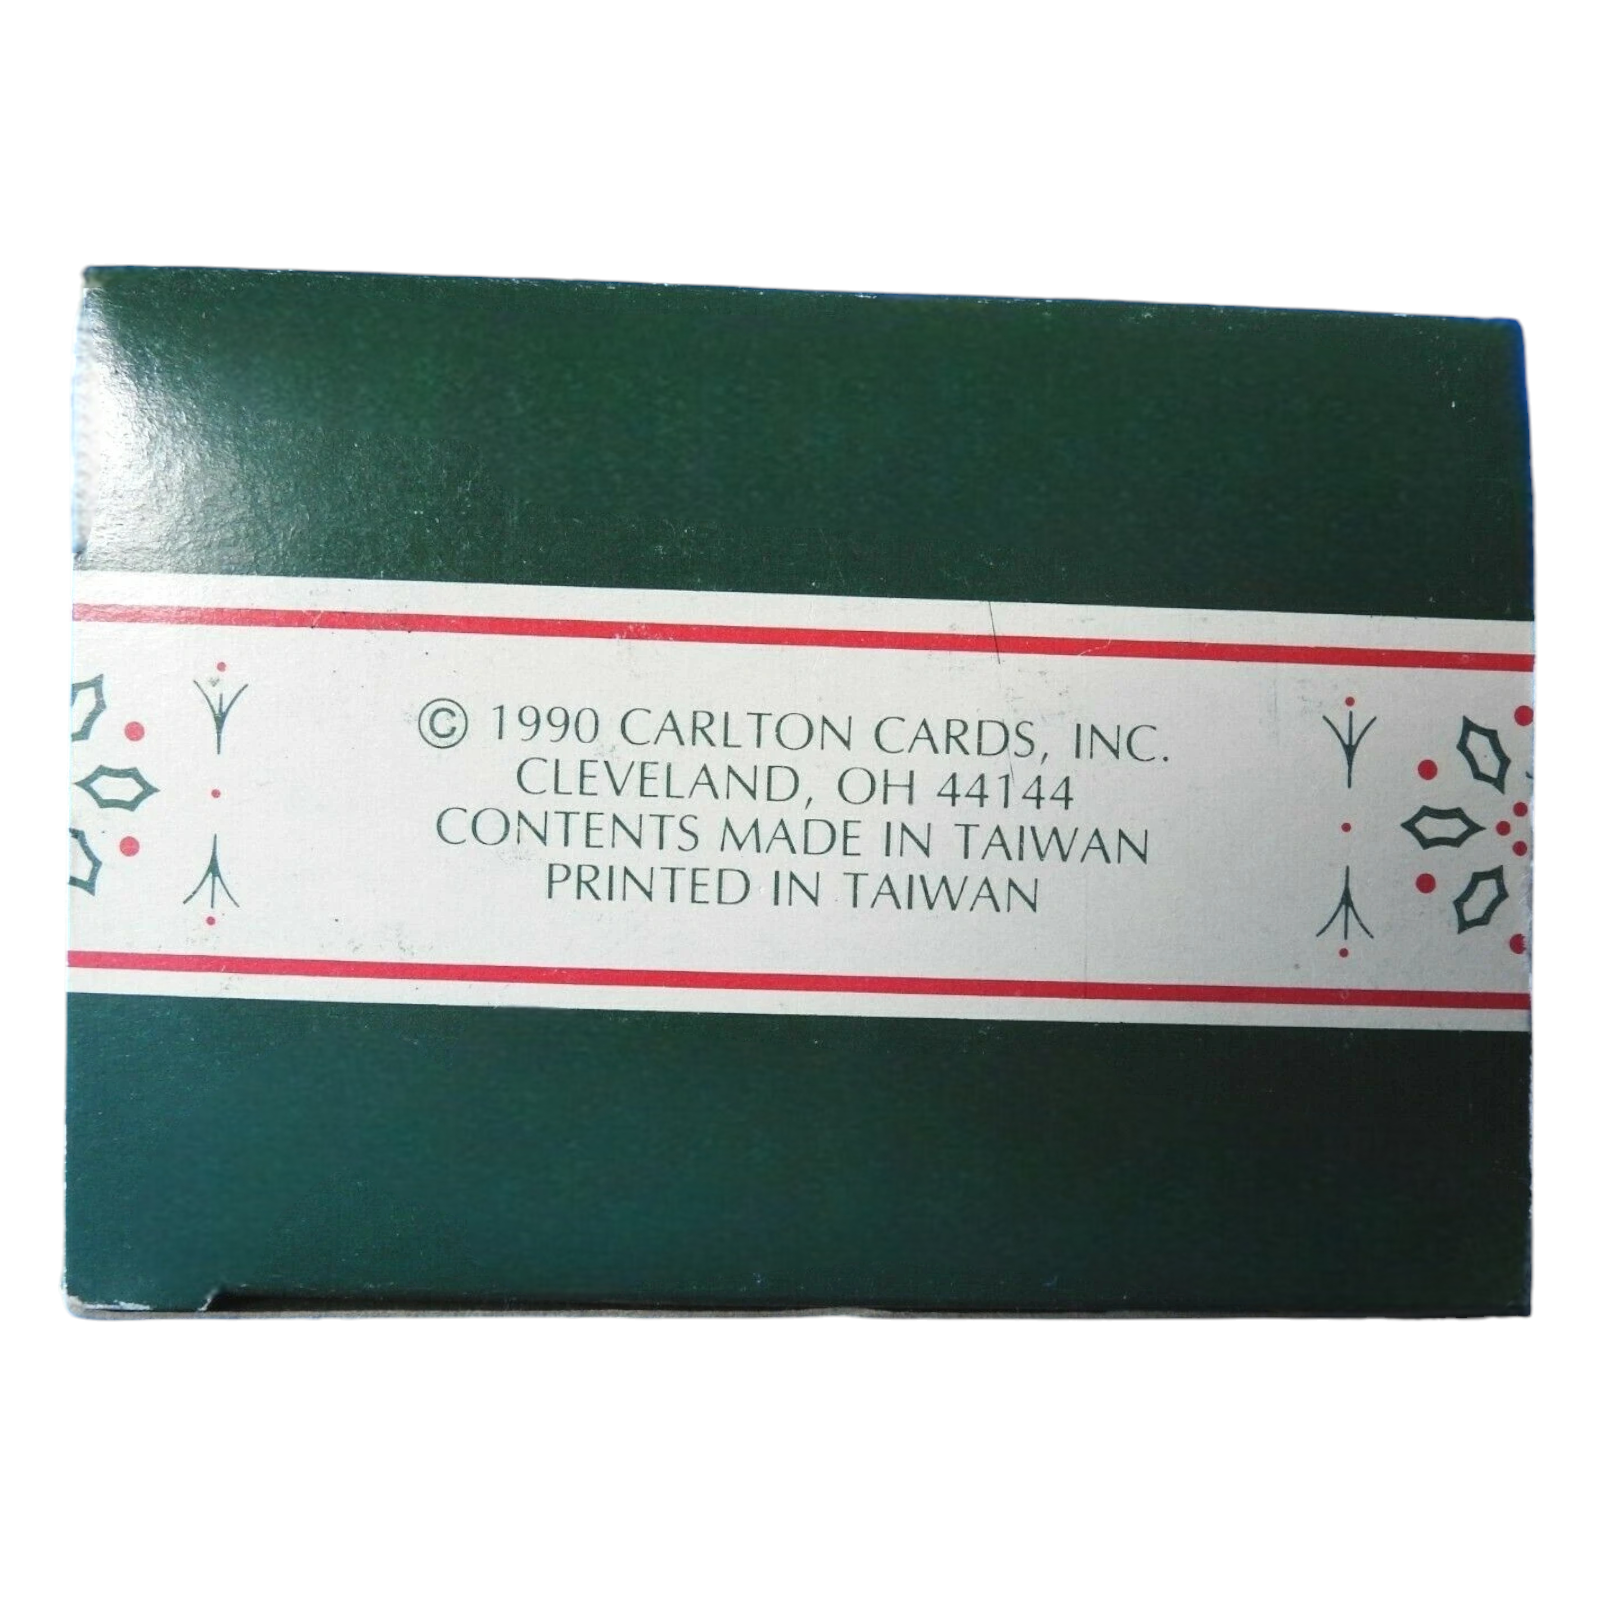 © 1990 CARLTON CARDS, INC.
CLEVELAND, OH 44144
CONTENTS MADE IN TAIWAN
PRINTED IN TAIWAN